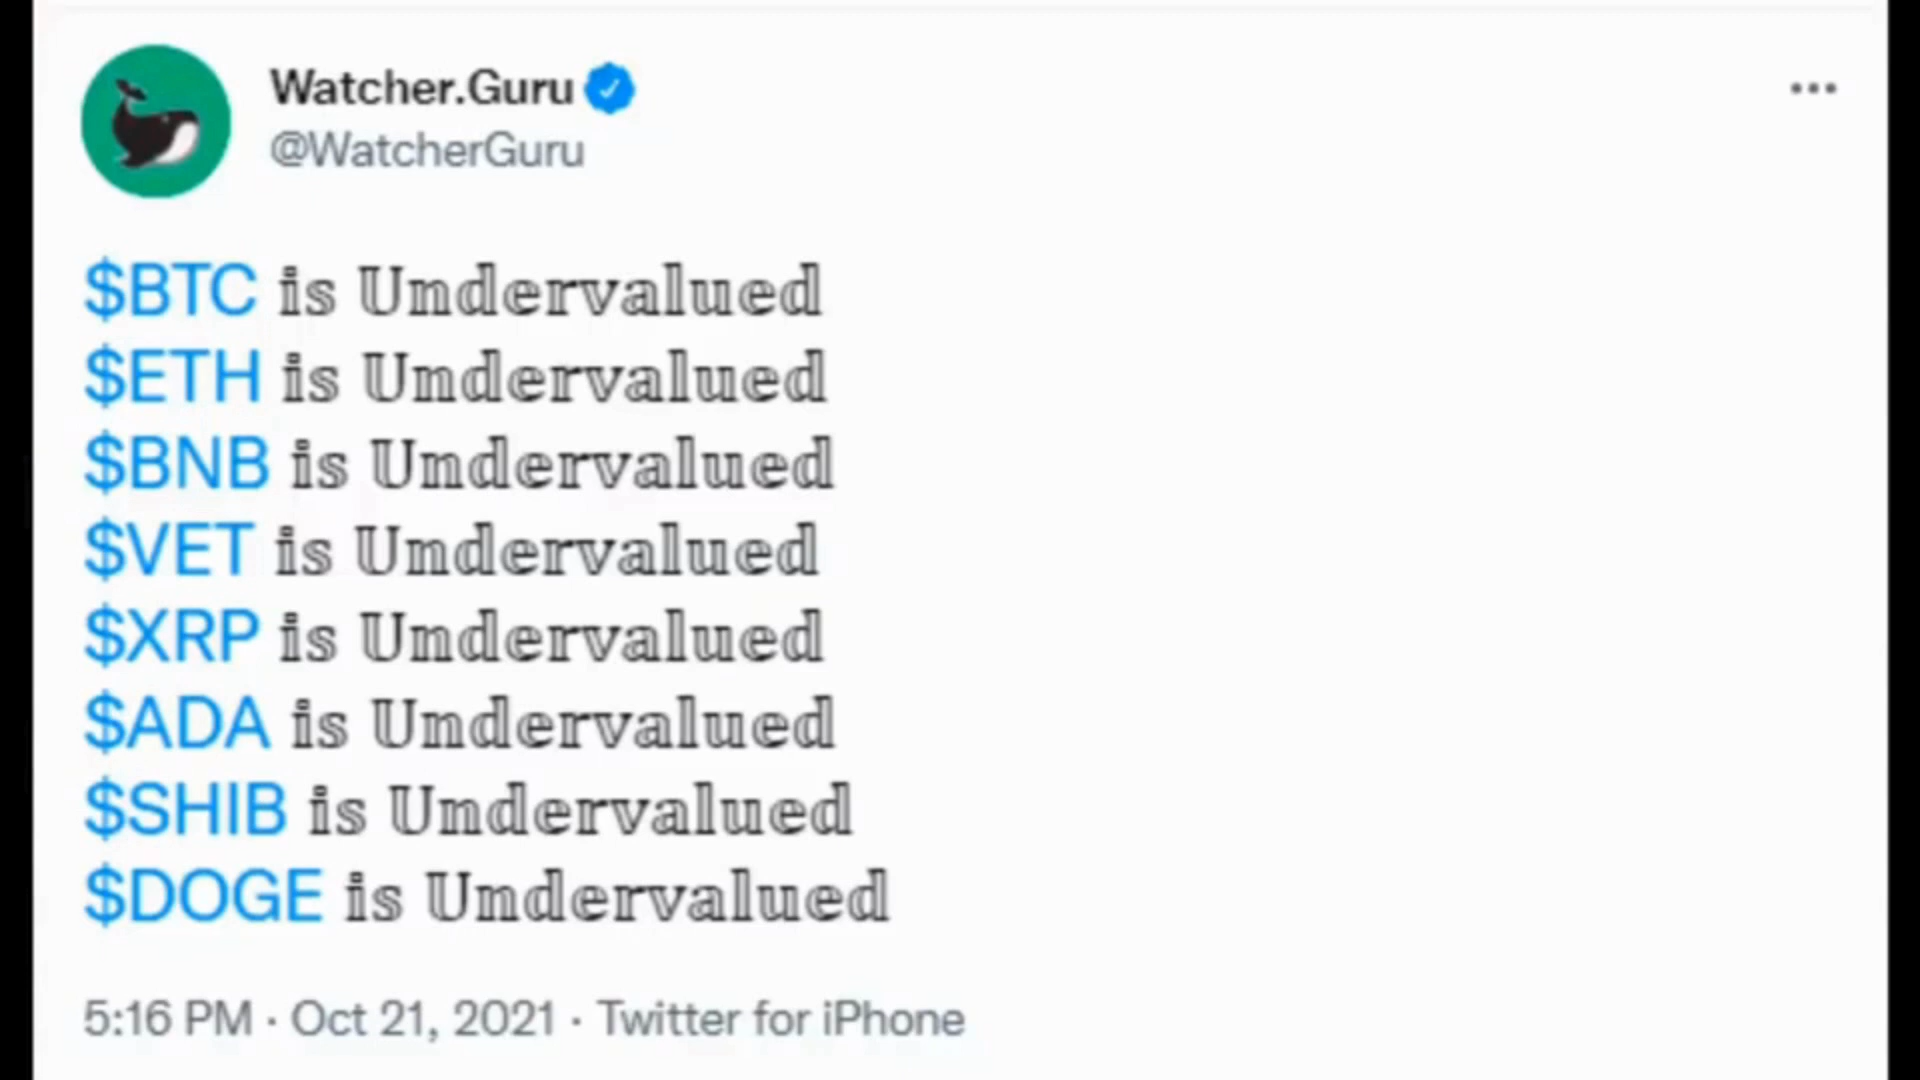 Watcher.Guru
@WatcherGuru
$BTC is Undervalued
$ETH is Undervalued
$BNB is Undervalued
$VET is Undervalued
$XRP is Undervalued
$ADA is Undervalued
$SHIB is Undervalued
$DOGE is Undervalued
5:16 PM · Oct 21, 2021 · Twitter for iPhone